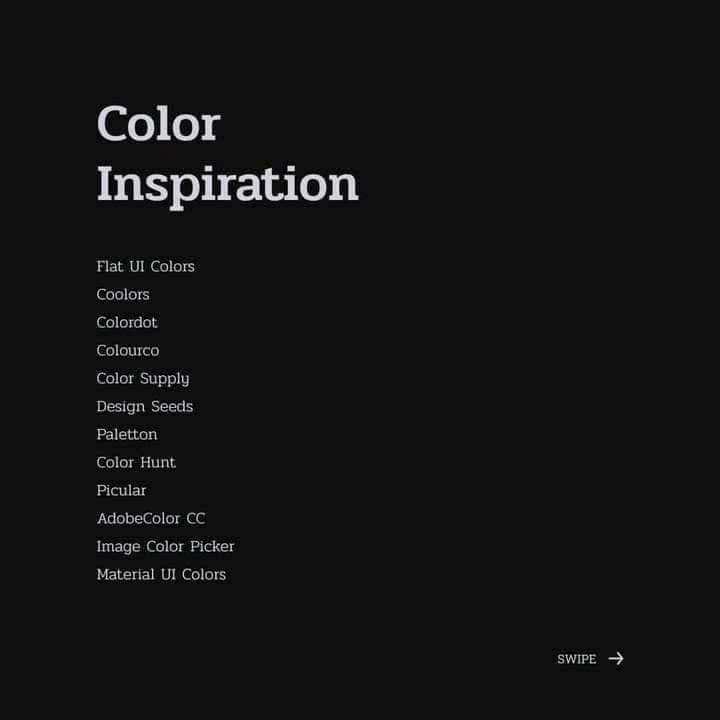 Color
Inspiration
Flat UI Colors
Coolors
Colordot
Colourco
Color Supply
Design Seeds
Paletton
Color Hunt
Picular
AdobeColor CC
Image Color Picker
Material UI Colors
SWIPE →